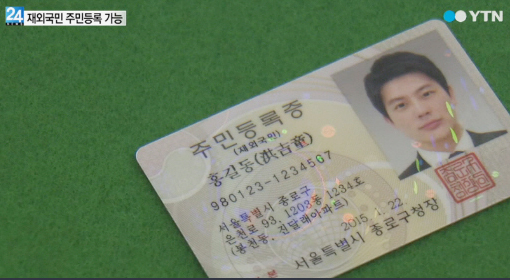 24 재외국민 주민등록 가능
YTN
주민등록증
(재외국민)
홍길동(洪吉童)
980123-1234567
서울특별시 종로구
은천로 93, 1203동 1234호
(봉천동, 진달래아파트)
2015. 1. 22.
서울특별시 종로구청장